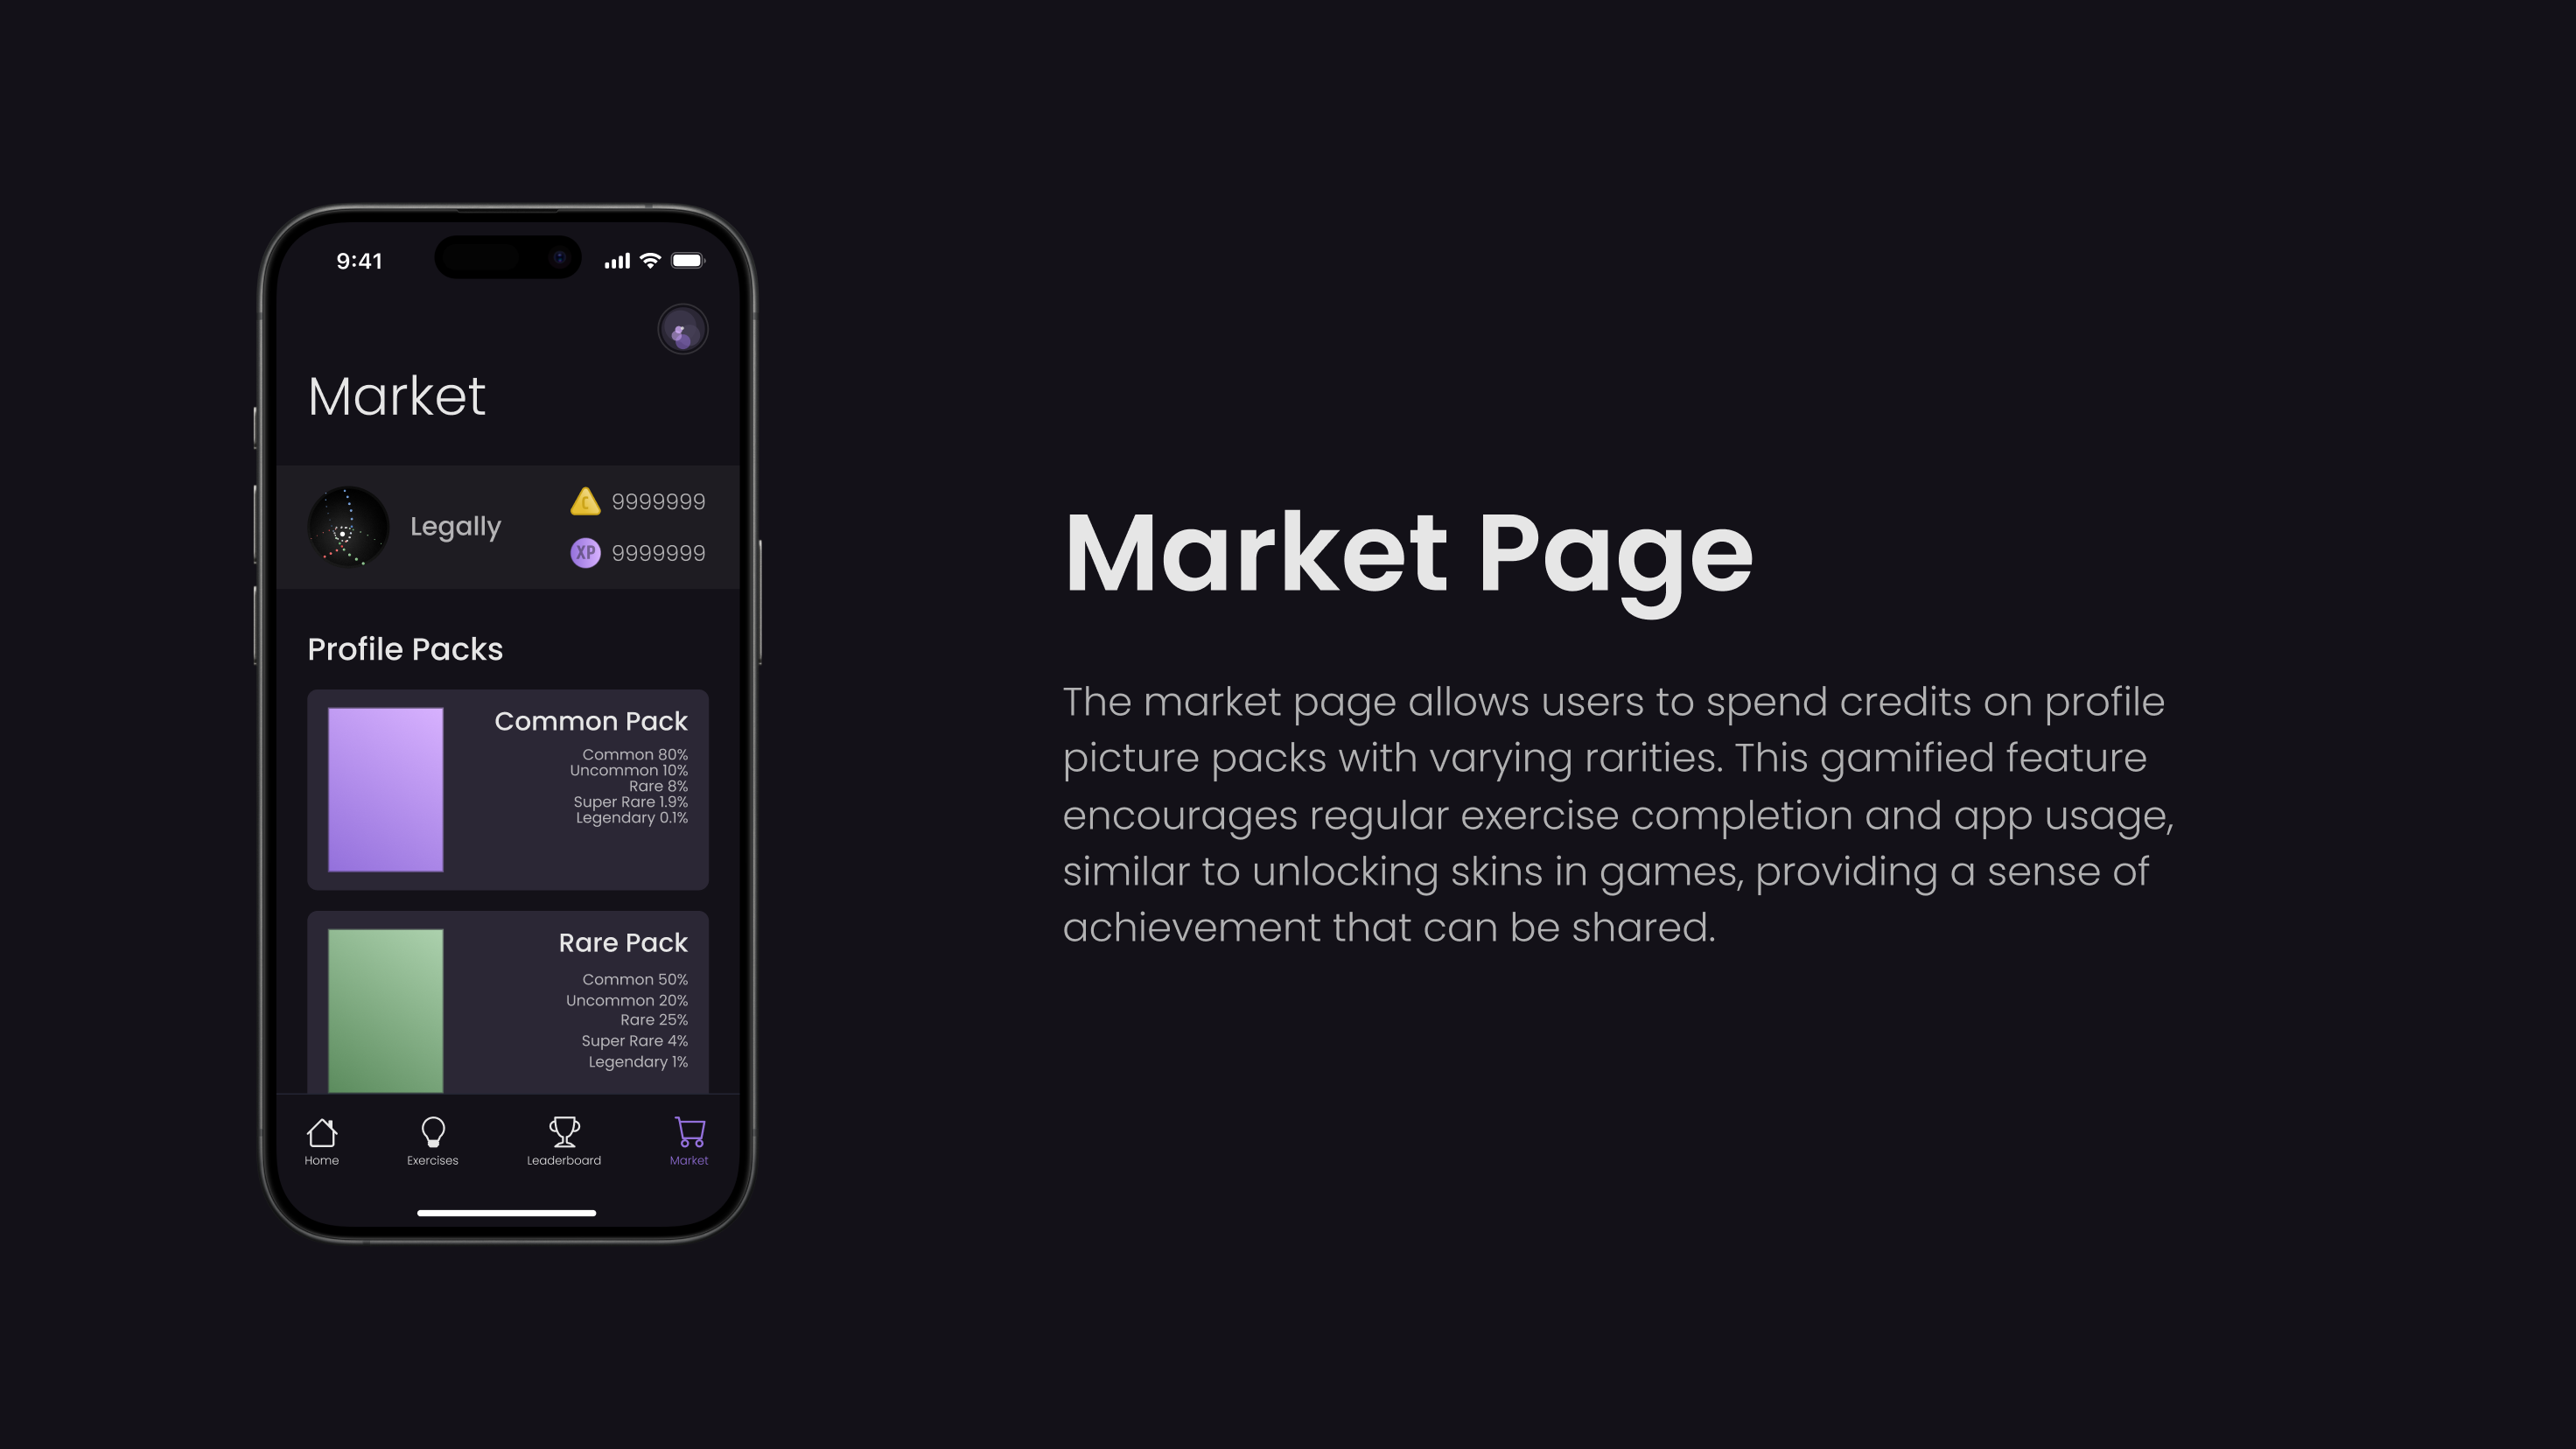 9:41
Market
Legally
C 9999999
XP 9999999
Profile Packs
Common Pack
Common 80%
Uncommon 10%
Rare 8%
Super Rare 1.9%
Legendary 0.1%
Rare Pack
Common 50%
Uncommon 20%
Rare 25%
Super Rare 4%
Legendary 1%
Home Exercises Leaderboard Market
Market Page
The market page allows users to spend credits on profile
picture packs with varying rarities. This gamified feature
encourages regular exercise completion and app usage,
similar to unlocking skins in games, providing a sense of
achievement that can be shared.